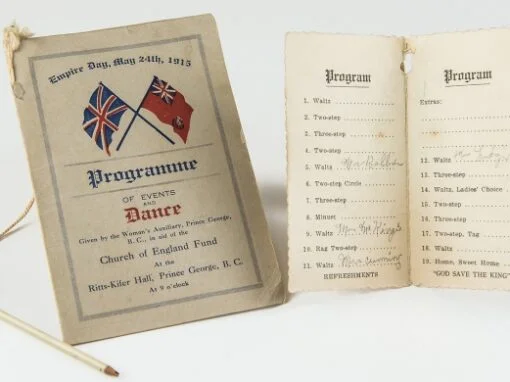 Empire Day, May 24th, 1915
Programme
OF EVENTS
AND
Dance
Given by the Woman's Auxiliary, Prince George,
B. C., in aid of the
Church of England Fund
At the
Ritts-Kifer Hall, Prince George, B. C.
At 9 o'clock
Program
1. Waltz
2. Two-step
3. Three-step
4. Two-step
5. Waltz
6. Two-step Circle
7. Three-step
8. Minuet
9. Waltz
10. Rag Two-step
11. Waltz
REFRESHMENTS
Program
Extras:
12. Waltz
13. Three-step
14. Waltz, Ladies' Choice
15. Two-step
16. Three-step
17. Two-step, Tag
18. Waltz
19. Home, Sweet Home
"GOD SAVE THE KING"